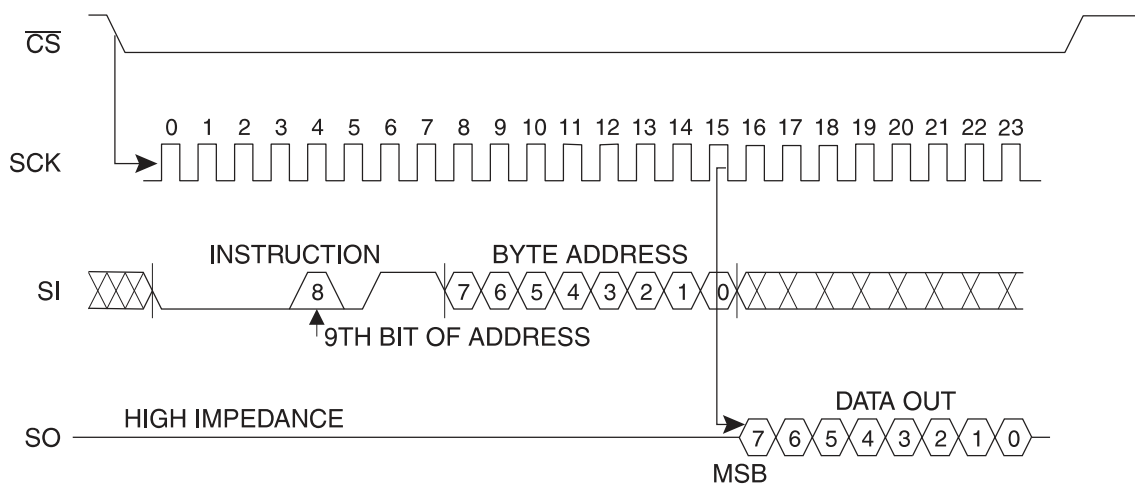 CS
0 1 2 3 4 5 6 7 8 9 10 11 12 13 14 15 16 17 18 19 20 21 22 23
SCK
INSTRUCTION BYTE ADDRESS
SI 8 7 6 5 4 3 2 1 0
9TH BIT OF ADDRESS
HIGH IMPEDANCE DATA OUT
SO 7 6 5 4 3 2 1 0
MSB